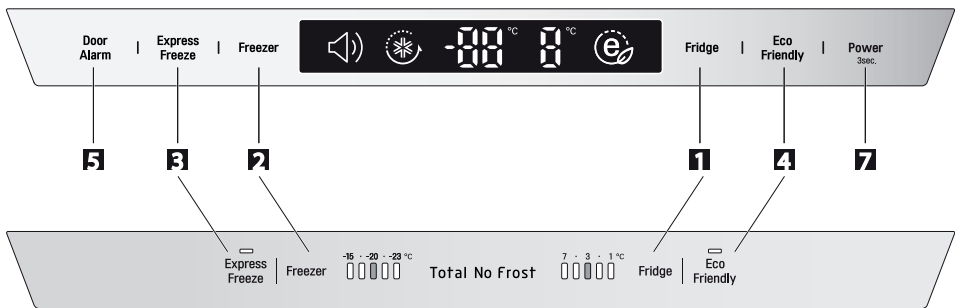 Door Alarm | Express Freeze | Freezer -88 °C 8 °C e Fridge | Eco Friendly | Power 3sec.
5 3 2 1 4 7
-15 · -20 · -23 °C 7 · 3 · 1 °C
Express Freeze | Freezer Total No Frost Fridge | Eco Friendly